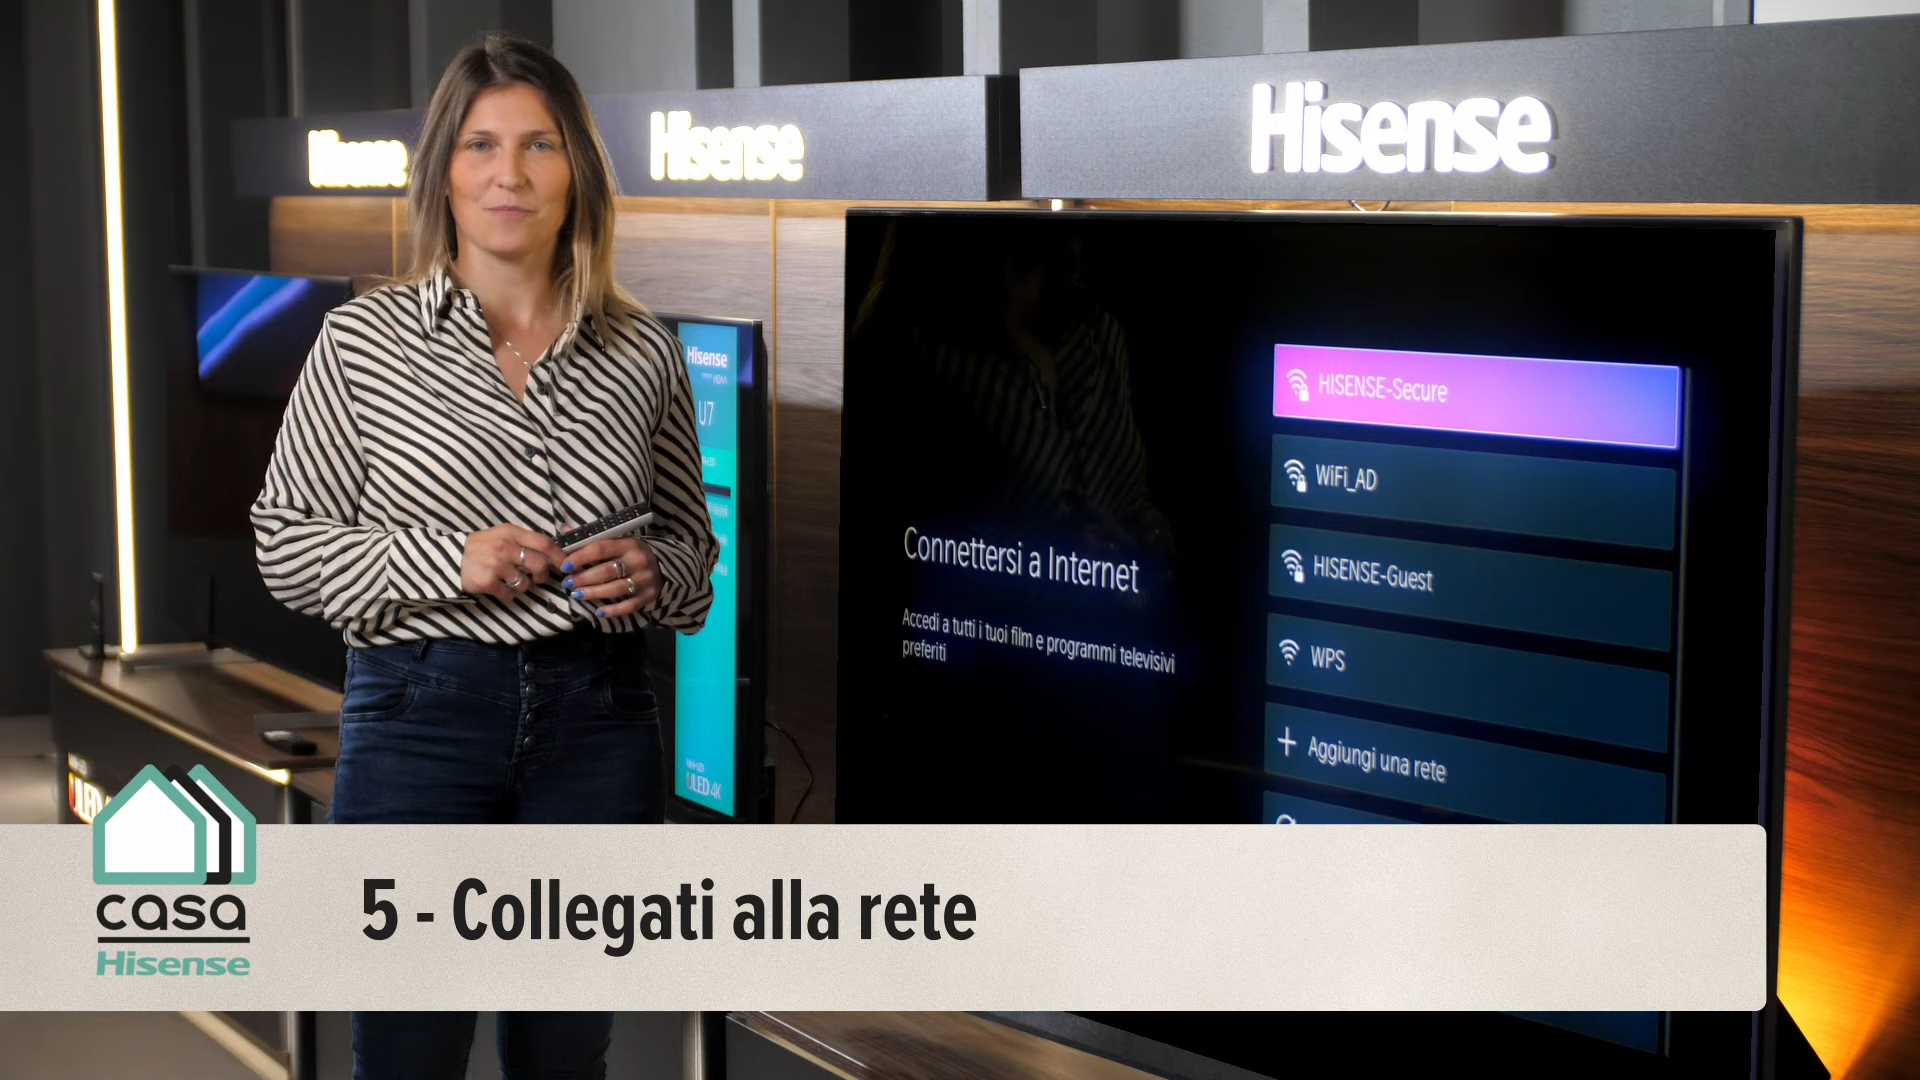 Hisense
Hisense
Hisense
Hisense
U7
ULED 4K
HISENSE-Secure
WiFi_AD
HISENSE-Guest
WPS
Aggiungi una rete
Connettersi a Internet
Accedi a tutti i tuoi film e programmi televisivi
preferiti
casa
Hisense
5 - Collegati alla rete